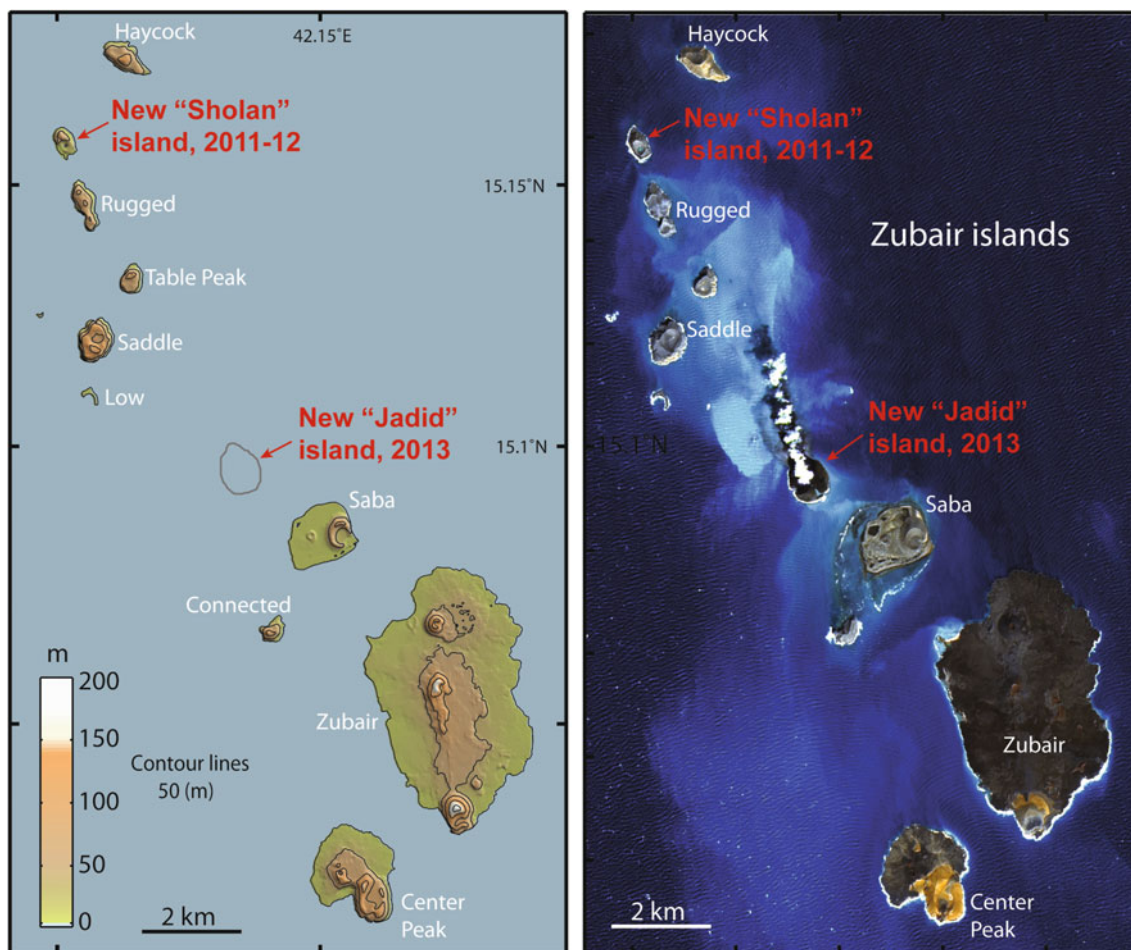 Haycock
42.15°E
New “Sholan”
island, 2011-12
15.15°N
Rugged
Table Peak
Saddle
Low
New “Jadid”
island, 2013
15.1°N
Saba
Connected
m
200
150
100
50
0
Contour lines
50 (m)
Zubair
Center
Peak
2 km
Haycock
New “Sholan”
island, 2011-12
Rugged
Zubair islands
Saddle
New “Jadid”
island, 2013
15.1°N
Saba
Zubair
Center
Peak
2 km